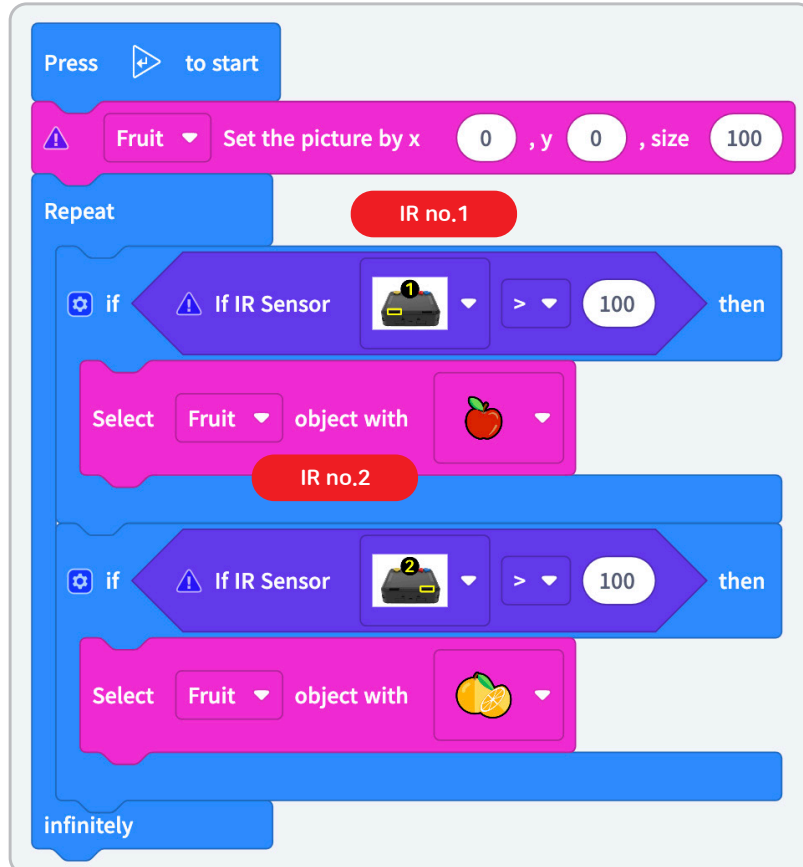 Press to start
Fruit Set the picture by x 0 , y 0 , size 100
Repeat
IR no.1
if If IR Sensor 1 > 100 then
Select Fruit object with
IR no.2
if If IR Sensor 2 > 100 then
Select Fruit object with
infinitely